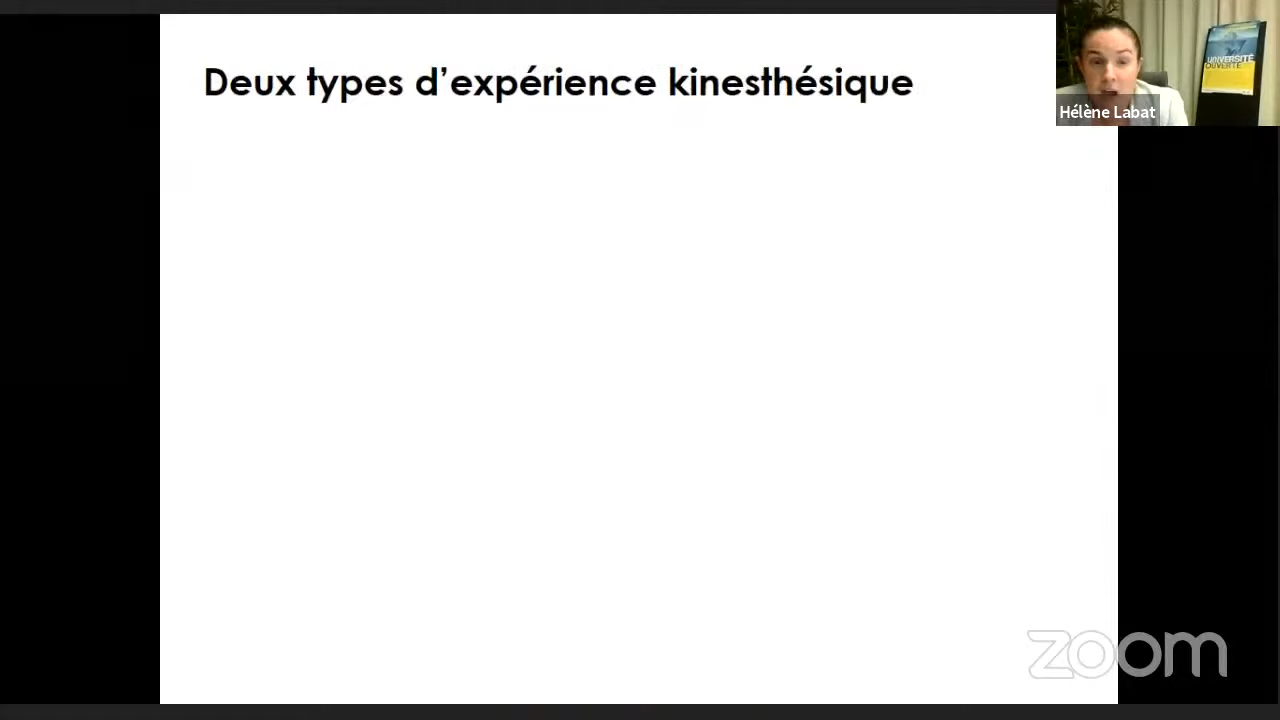 Deux types d’expérience kinesthésique
UNIVERSITÉ
OUVERTE
Hélène Labat
zoom